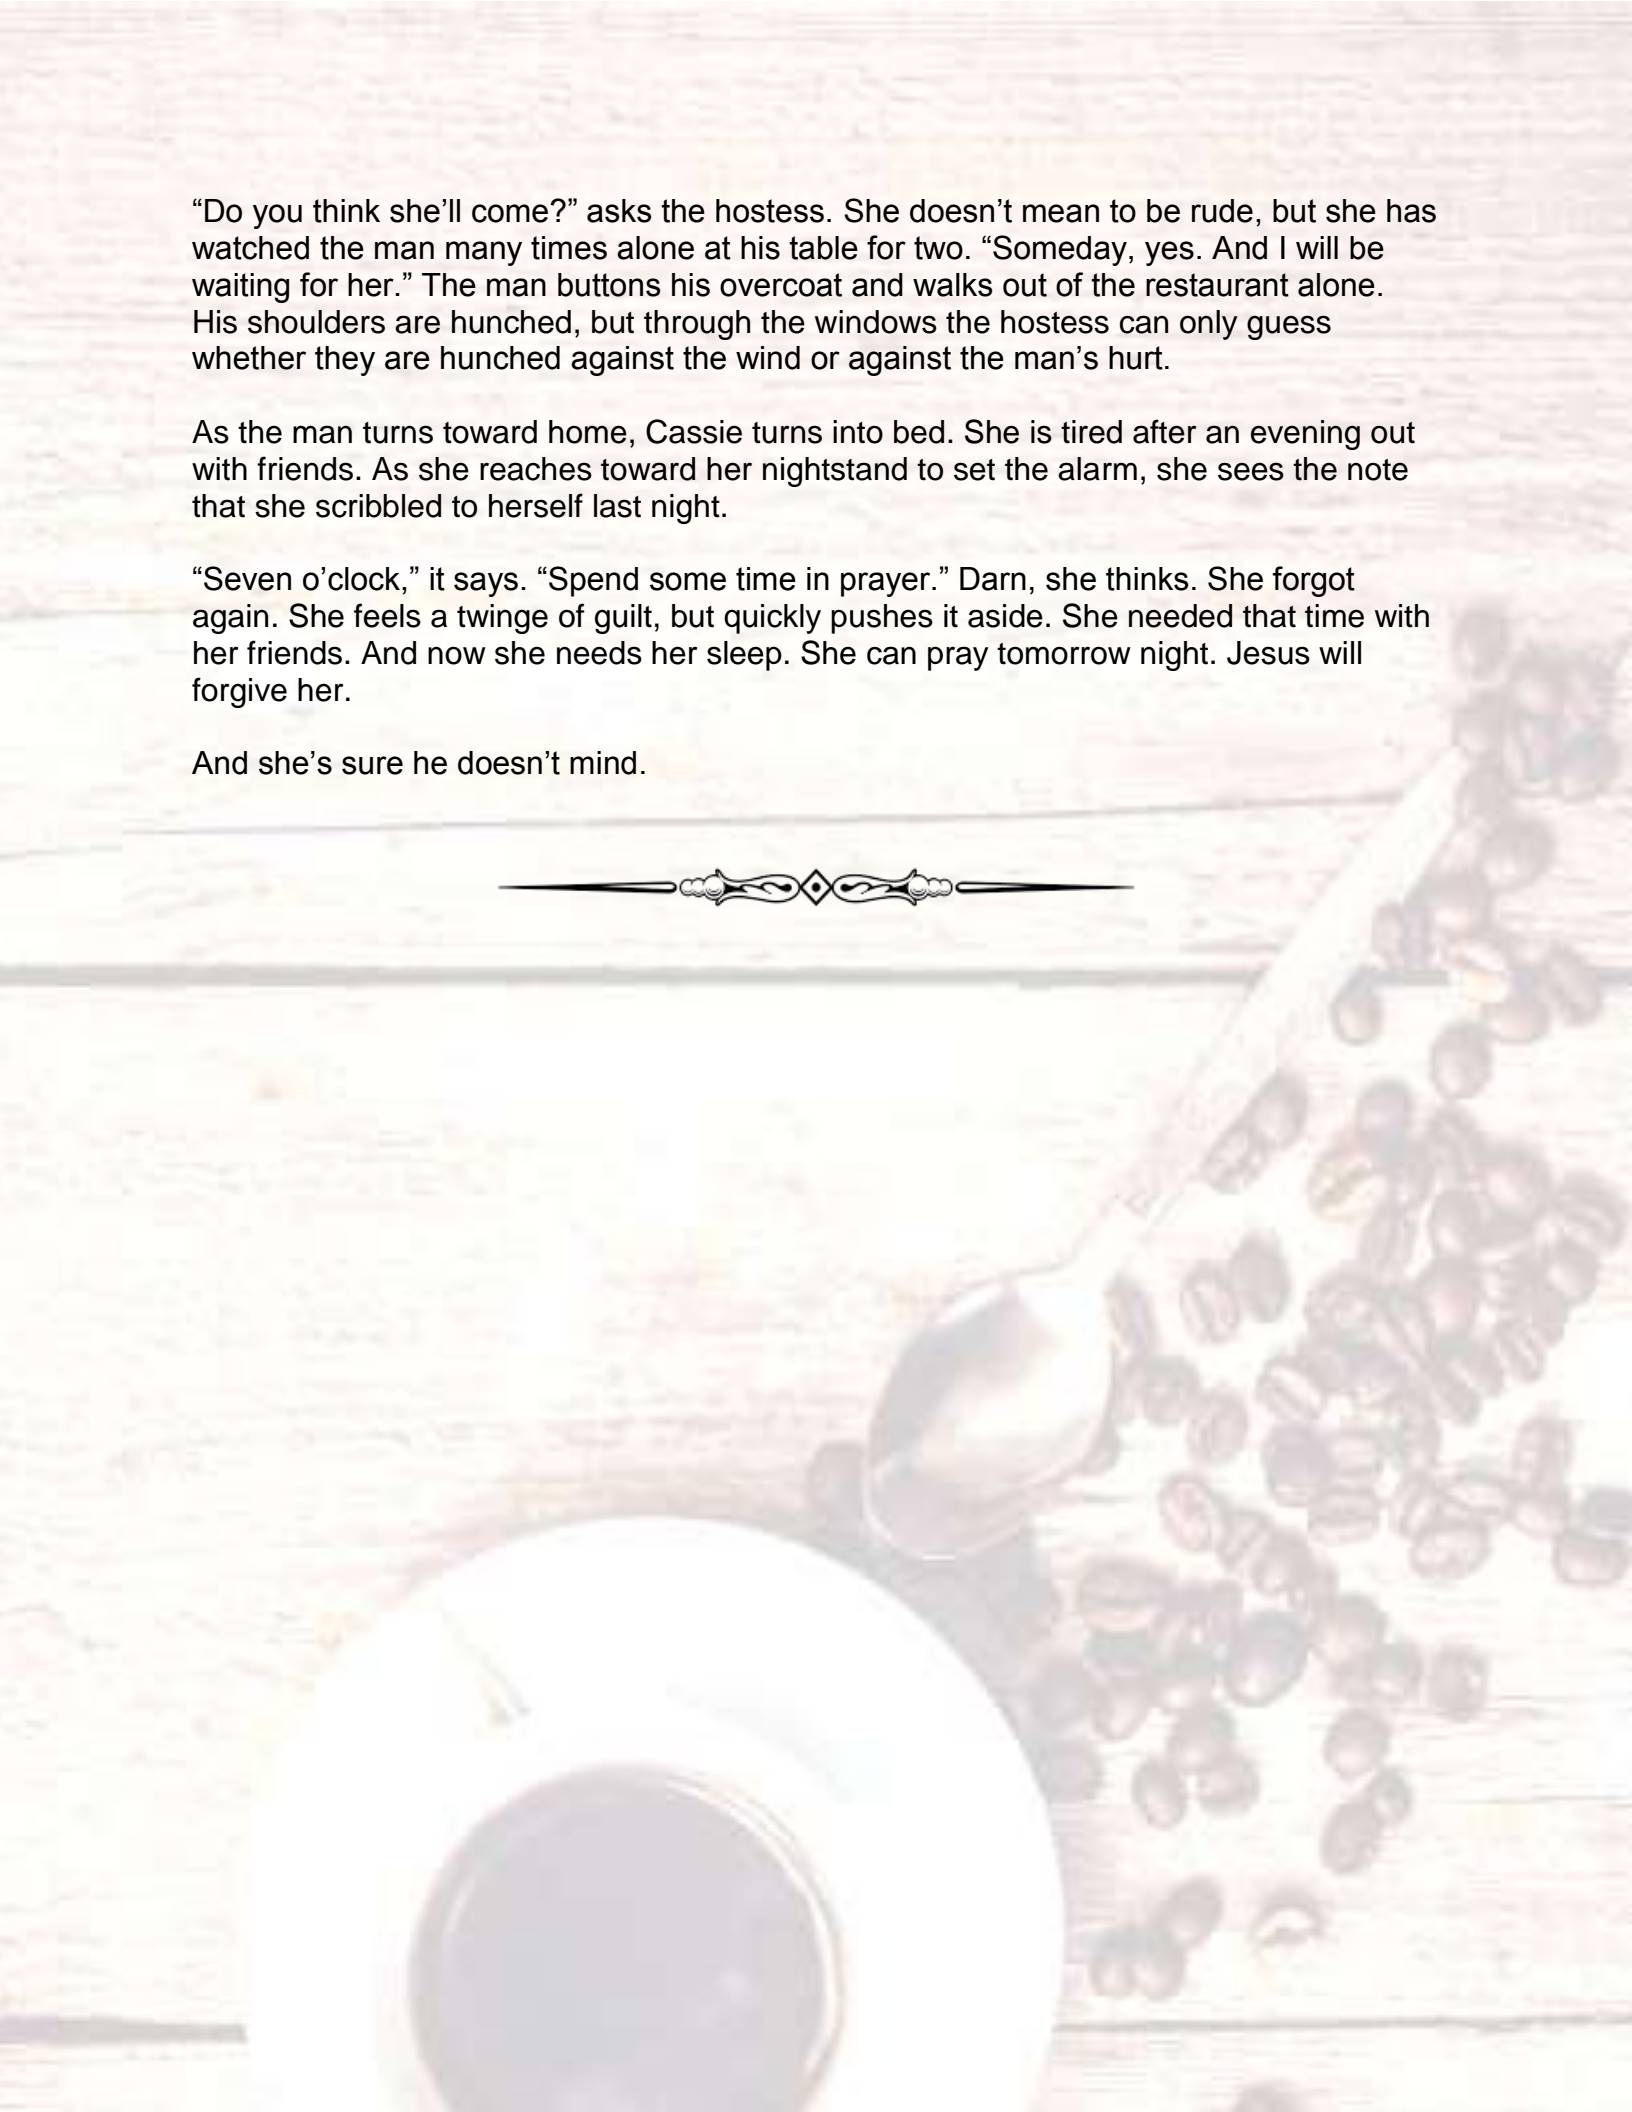 “Do you think she’ll come?” asks the hostess. She doesn’t mean to be rude, but she has
watched the man many times alone at his table for two. “Someday, yes. And I will be
waiting for her.” The man buttons his overcoat and walks out of the restaurant alone.
His shoulders are hunched, but through the windows the hostess can only guess
whether they are hunched against the wind or against the man’s hurt.
As the man turns toward home, Cassie turns into bed. She is tired after an evening out
with friends. As she reaches toward her nightstand to set the alarm, she sees the note
that she scribbled to herself last night.
“Seven o’clock,” it says. “Spend some time in prayer.” Darn, she thinks. She forgot
again. She feels a twinge of guilt, but quickly pushes it aside. She needed that time with
her friends. And now she needs her sleep. She can pray tomorrow night. Jesus will
forgive her.
And she’s sure he doesn’t mind.